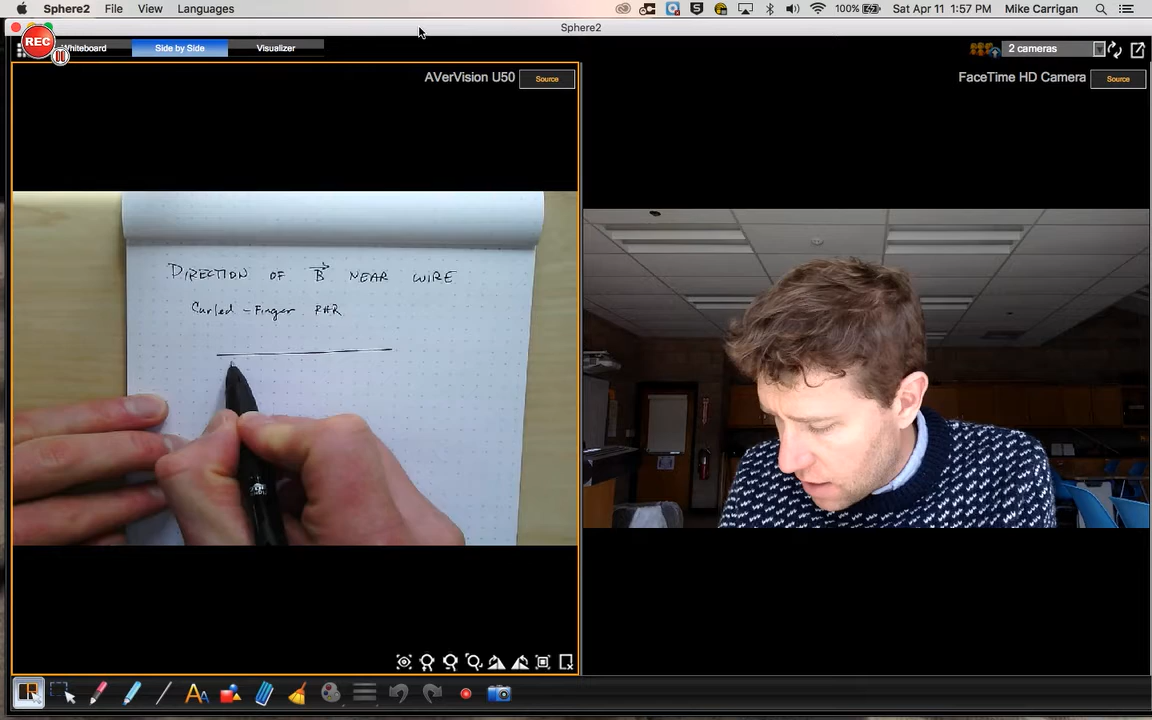 Sphere2 File View Languages 100% Sat Apr 11 1:57 PM Mike Carrigan
Sphere2
REC
Whiteboard Side by Side Visualizer 2 cameras
AVerVision U50 Source
FaceTime HD Camera Source
DIRECTION OF B NEAR WIRE
Curled-Finger RHR
AA